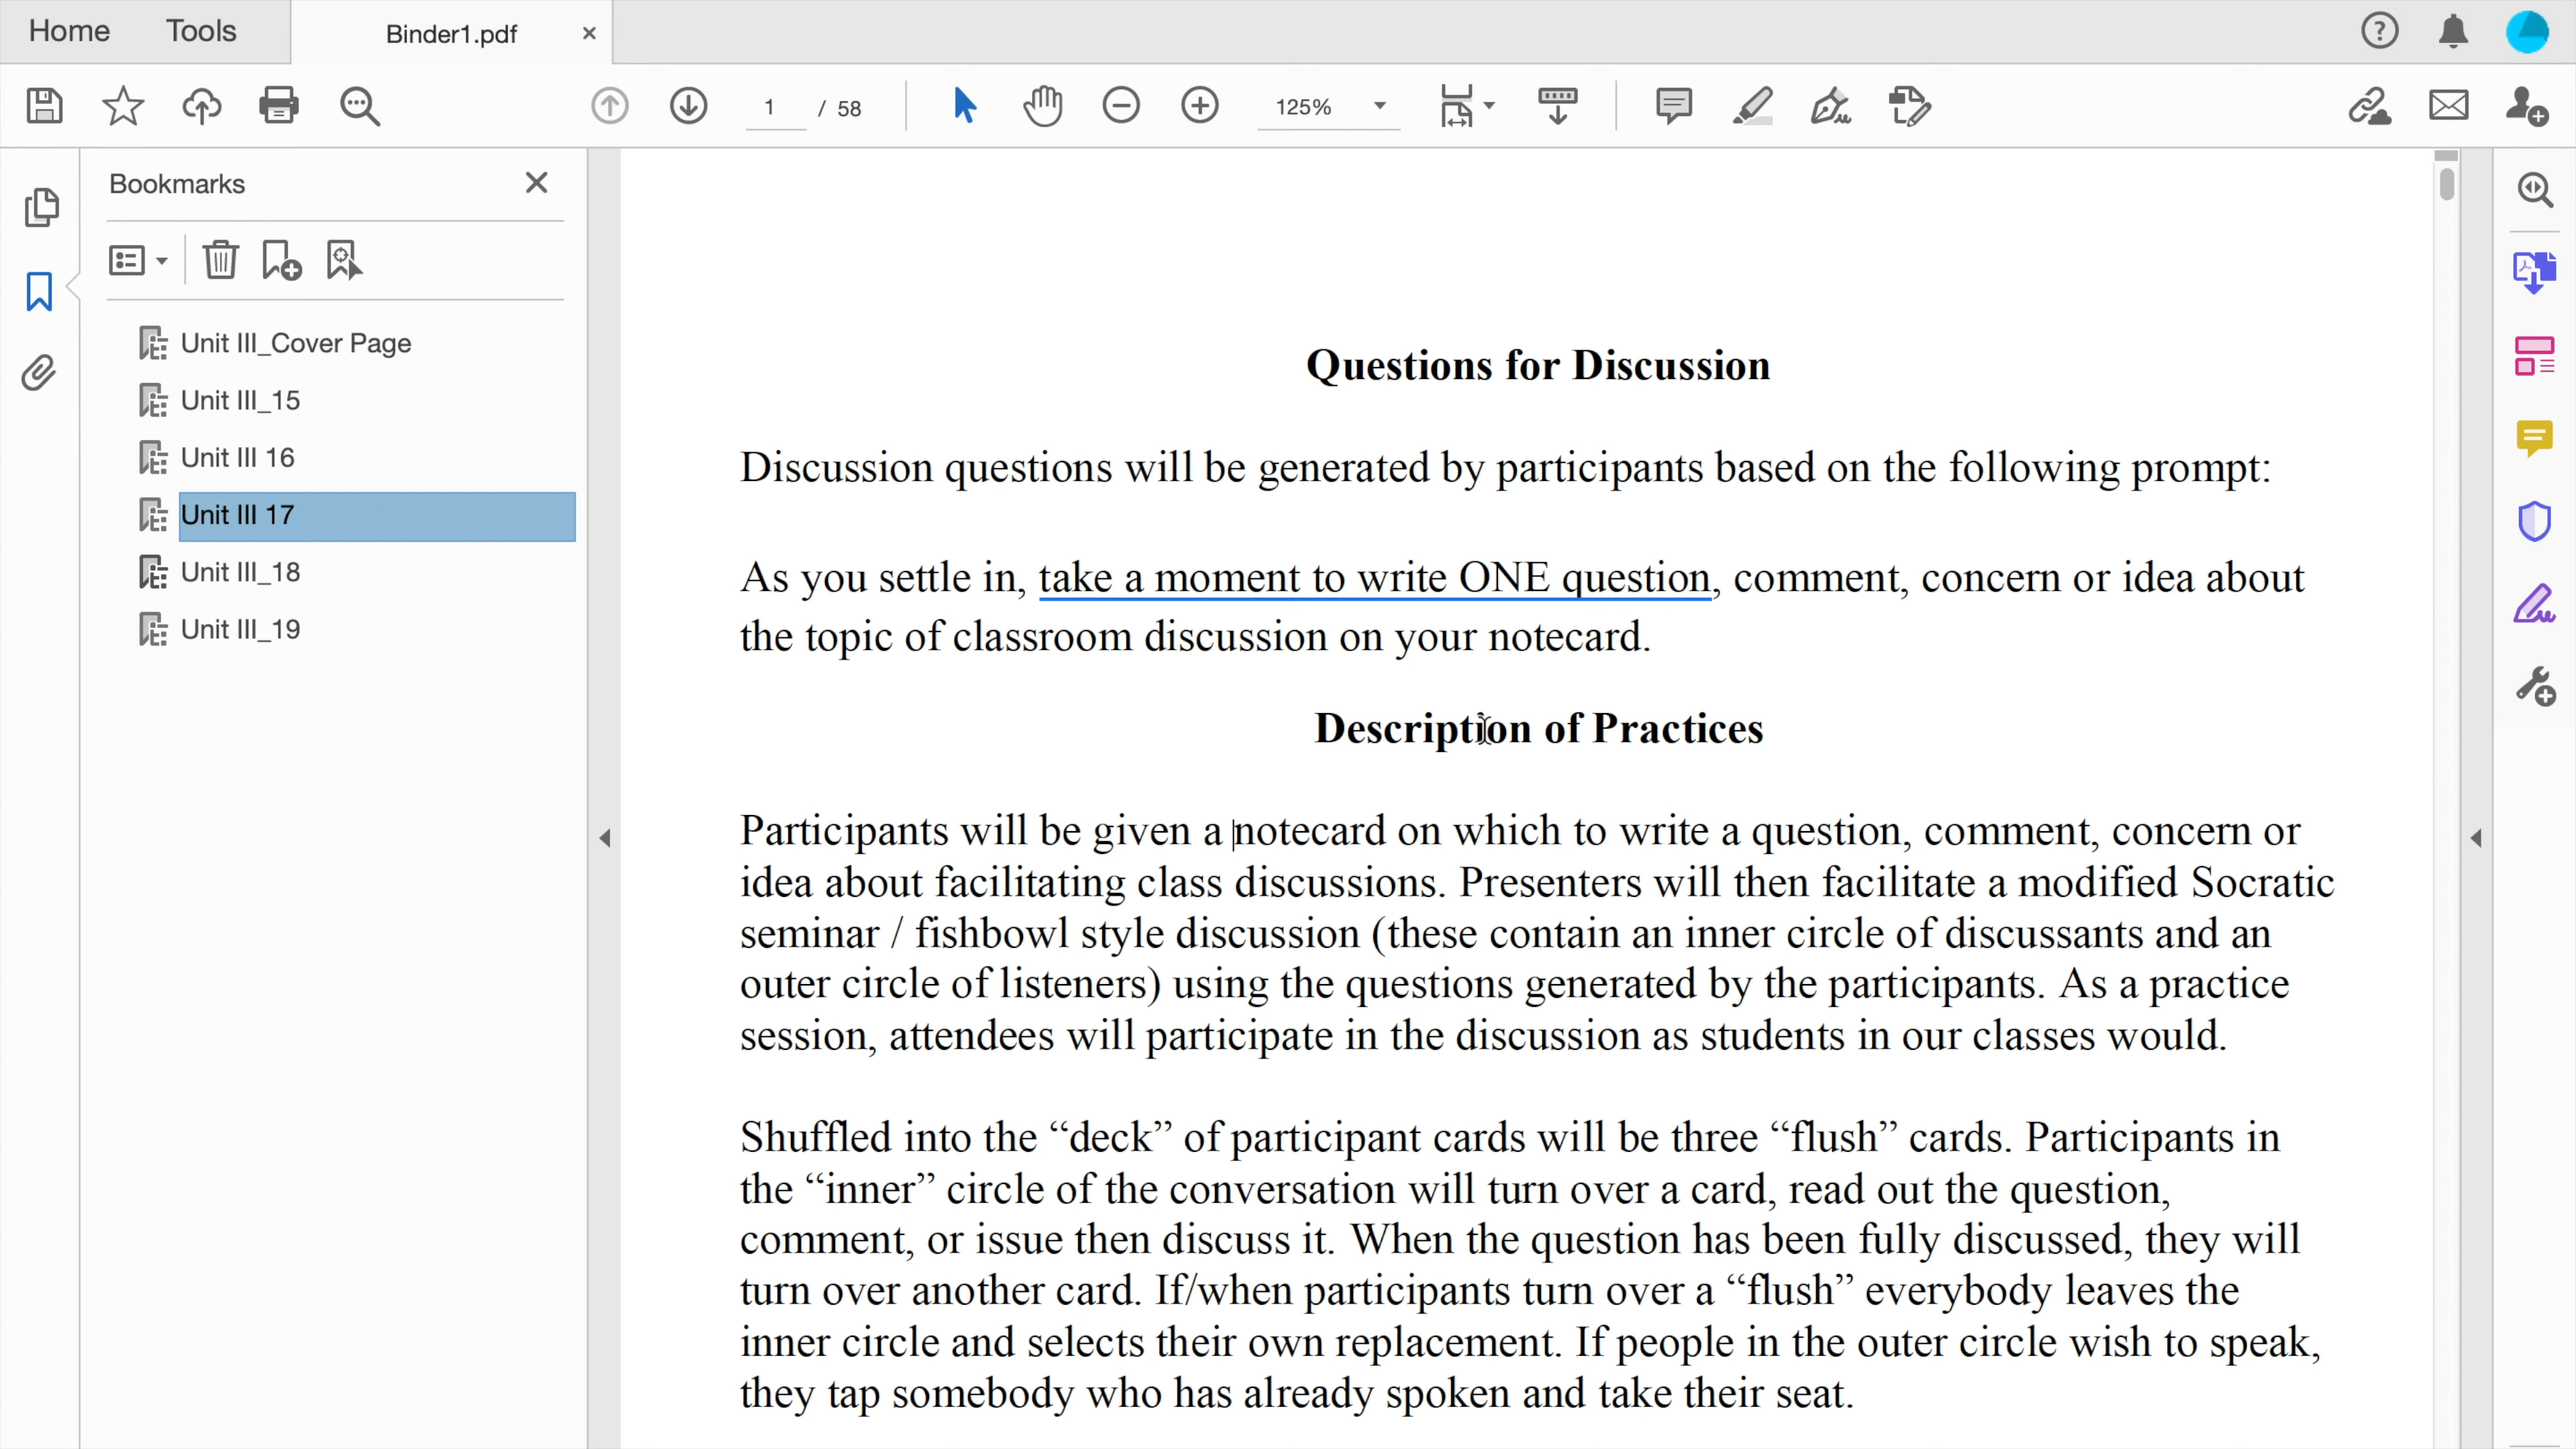 Home Tools Binder1.pdf
1 / 58 125%
Bookmarks
Unit III_Cover Page
Unit III_15
Unit III 16
Unit III 17
Unit III_18
Unit III_19
Questions for Discussion
Discussion questions will be generated by participants based on the following prompt:
As you settle in, take a moment to write ONE question, comment, concern or idea about
the topic of classroom discussion on your notecard.
Description of Practices
Participants will be given a notecard on which to write a question, comment, concern or
idea about facilitating class discussions. Presenters will then facilitate a modified Socratic
seminar / fishbowl style discussion (these contain an inner circle of discussants and an
outer circle of listeners) using the questions generated by the participants. As a practice
session, attendees will participate in the discussion as students in our classes would.
Shuffled into the “deck” of participant cards will be three “flush” cards. Participants in
the “inner” circle of the conversation will turn over a card, read out the question,
comment, or issue then discuss it. When the question has been fully discussed, they will
turn over another card. If/when participants turn over a “flush” everybody leaves the
inner circle and selects their own replacement. If people in the outer circle wish to speak,
they tap somebody who has already spoken and take their seat.